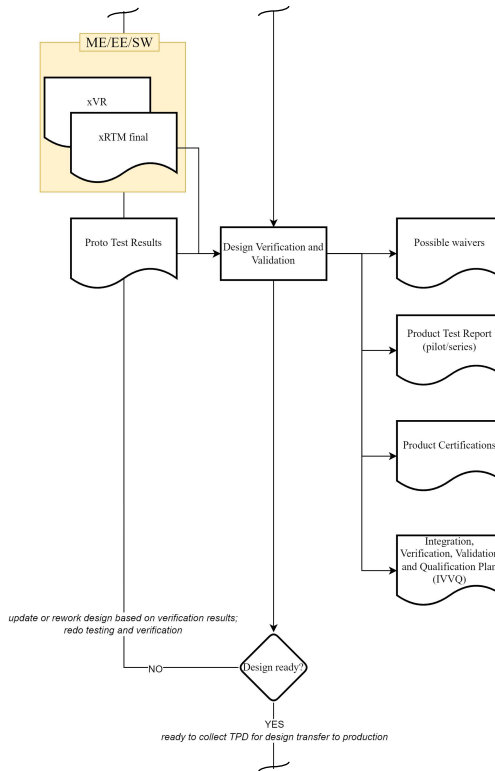 ME/EE/SW
xVR
xRTM final
Proto Test Results
Design Verification and
Validation
Possible waivers
Product Test Report
(pilot/series)
Product Certifications
Integration,
Verification, Validation
and Qualification Plan
(IVVQ)
update or rework design based on verification results;
redo testing and verification
NO
Design ready?
YES
ready to collect TPD for design transfer to production